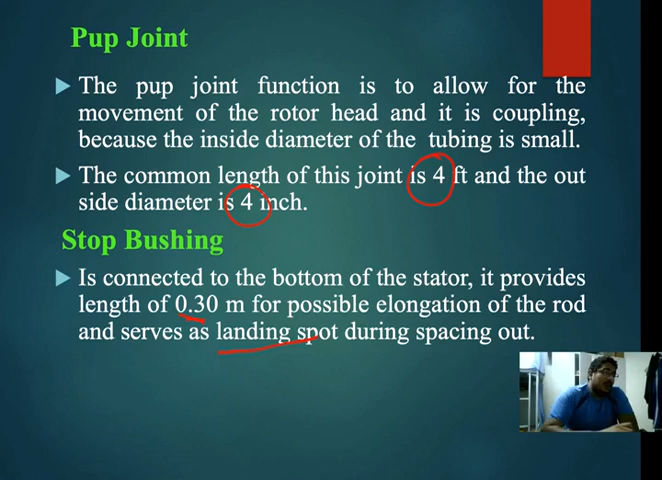 Pup Joint
The pup joint function is to allow for the
movement of the rotor head and it is coupling,
because the inside diameter of the tubing is small.
The common length of this joint is 4 ft and the out
side diameter is 4 inch.
Stop Bushing
Is connected to the bottom of the stator, it provides
length of 0.30 m for possible elongation of the rod
and serves as landing spot during spacing out.